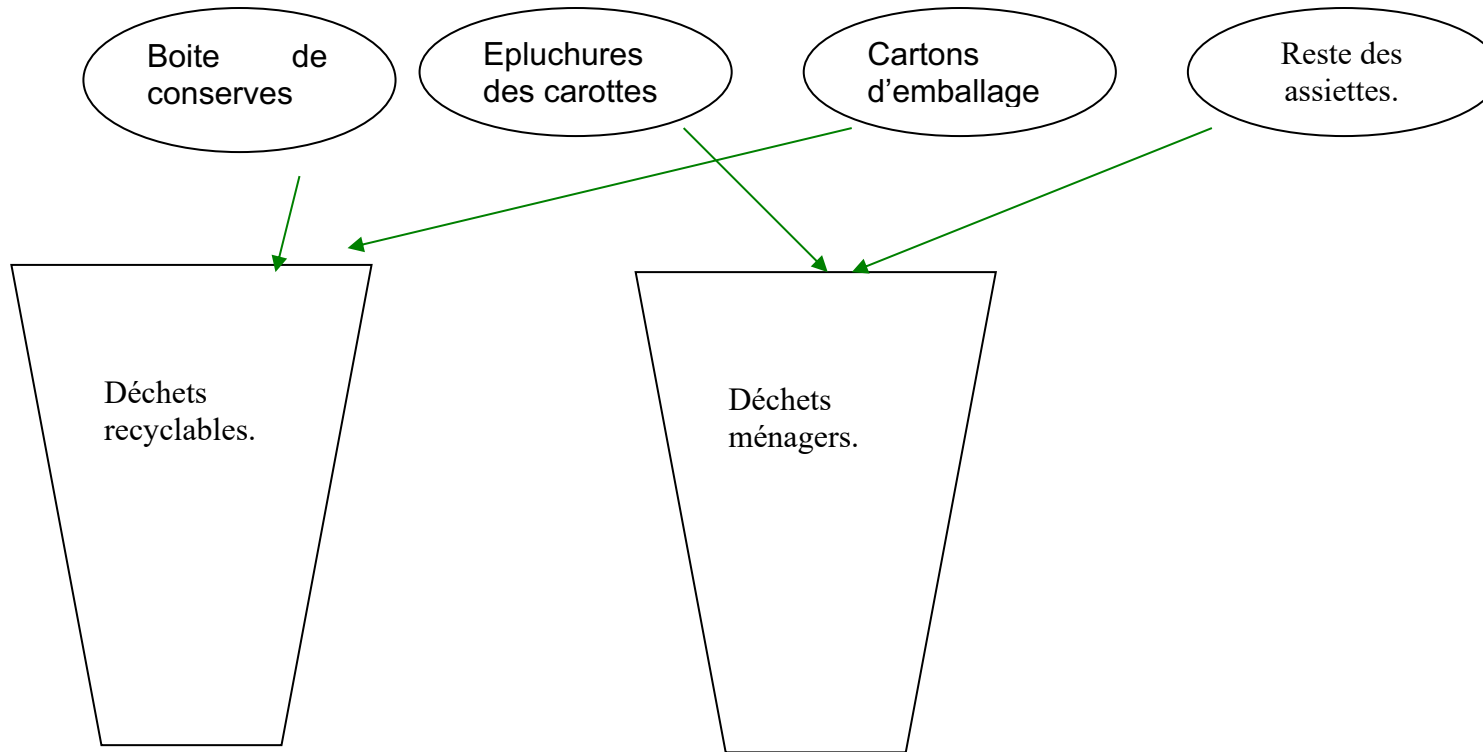 Boite de
conserves
Epluchures
des carottes
Cartons
d'emballage
Reste des
assiettes.
Déchets
recyclables.
Déchets
ménagers.